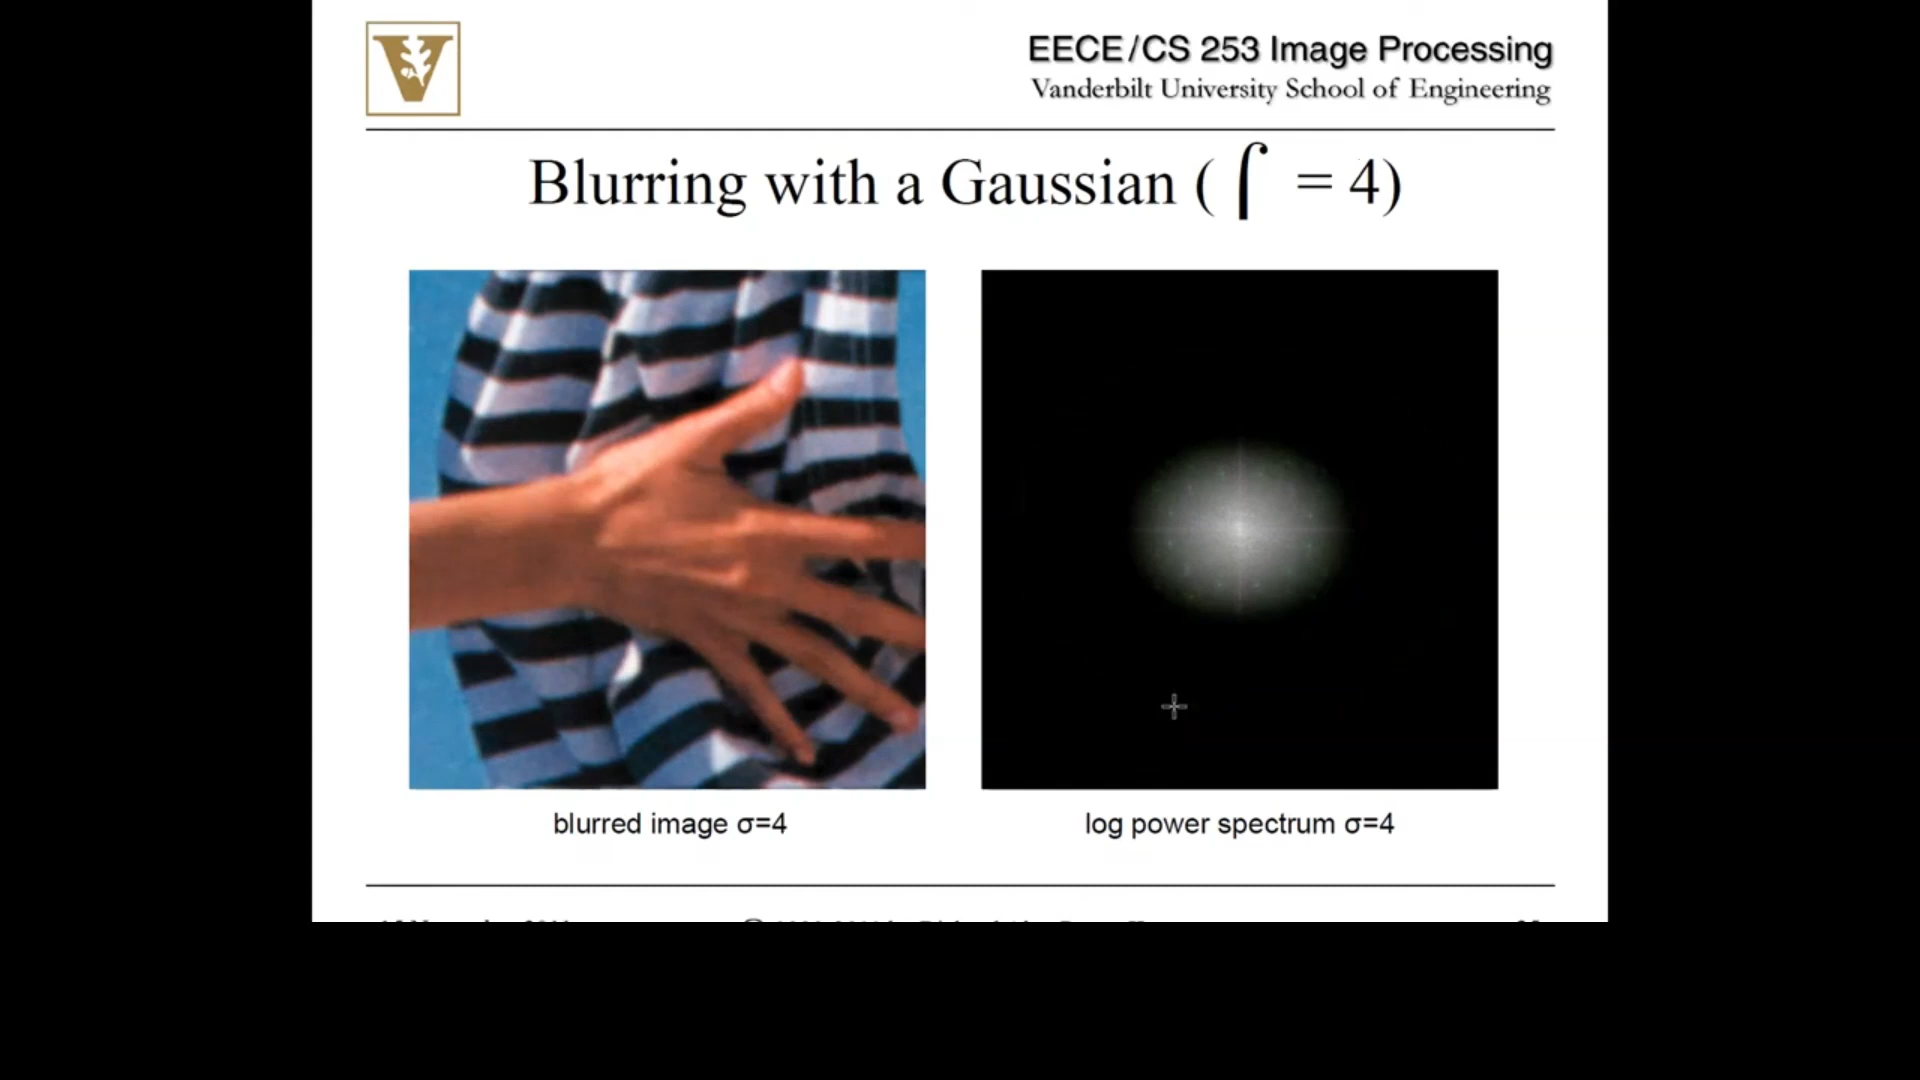 EECE/CS 253 Image Processing
Vanderbilt University School of Engineering
Blurring with a Gaussian (⌠ = 4)
blurred image σ=4
log power spectrum σ=4